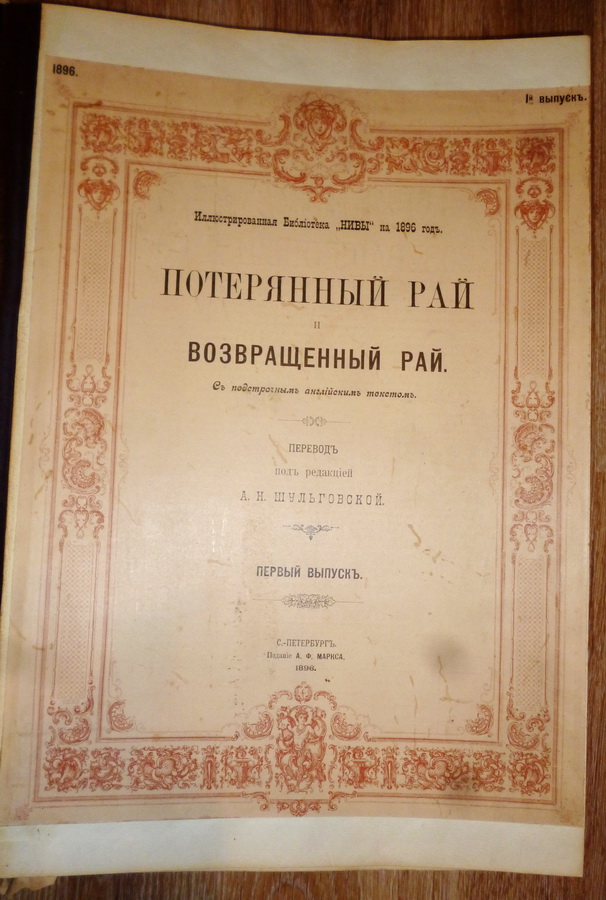 1896.
1й выпускъ.
Иллюстрированная Библіотека „НИВЫ“ на 1896 годъ.
ПОТЕРЯННЫЙ РАЙ
И
ВОЗВРАЩЕННЫЙ РАЙ.
Съ подстрочнымъ англійскимъ текстомъ.
ПЕРЕВОДЪ
подъ редакціей
А. Н. ШУЛЬГОВСКОЙ.
ПЕРВЫЙ ВЫПУСКЪ.
С.-ПЕТЕРБУРГЪ.
Изданіе А. Ф. МАРКСА.
1896.